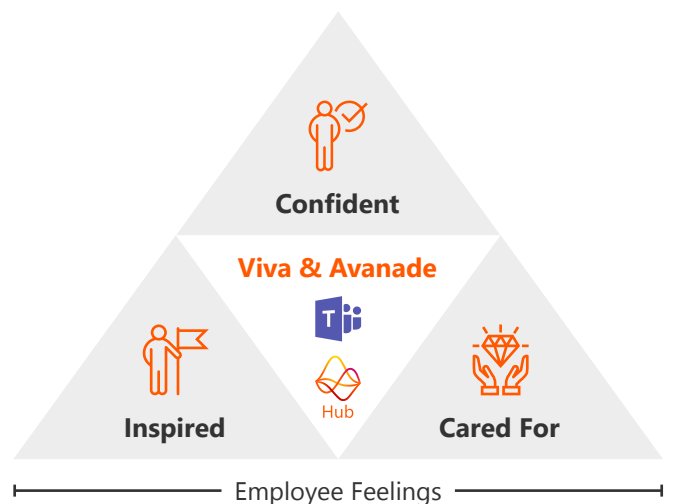 Confident
Viva & Avanade
T
Hub
Inspired
Cared For
Employee Feelings